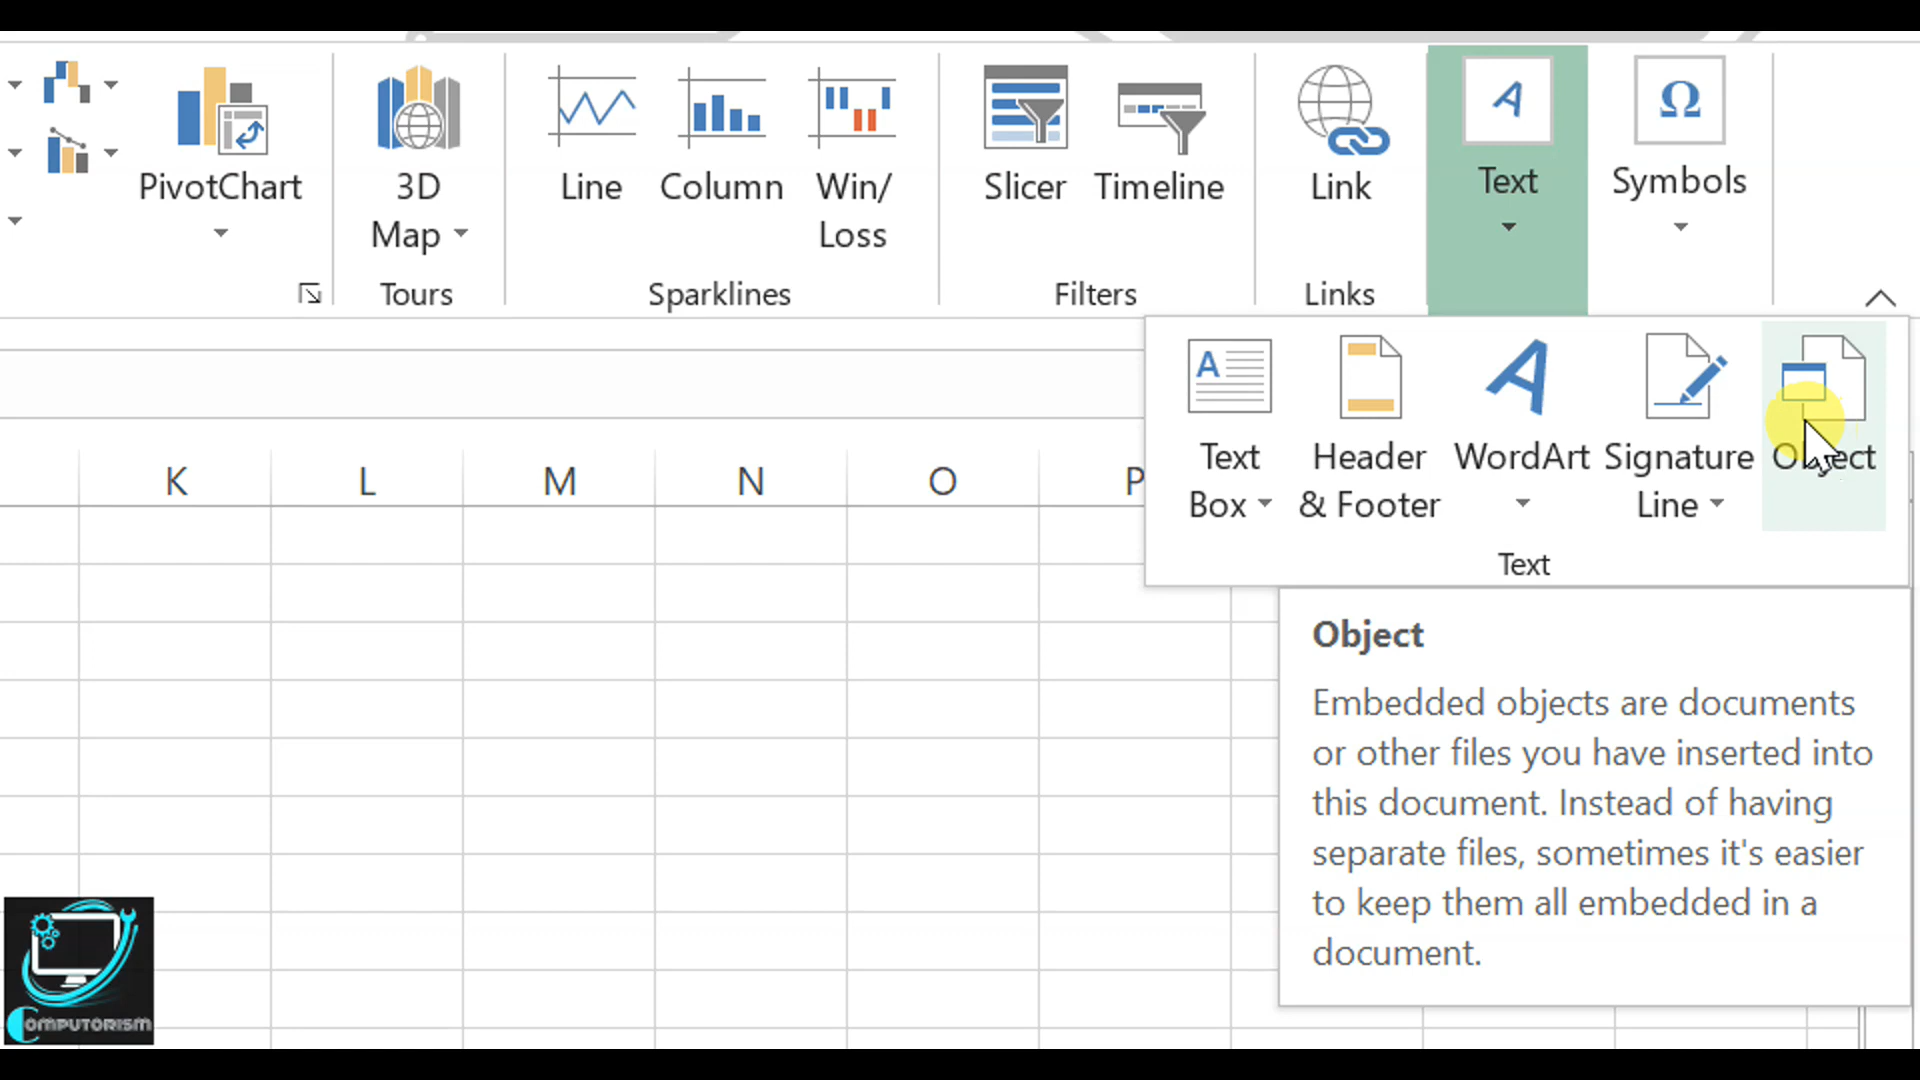 PivotChart
3D
Map
Line
Column
Win/
Loss
Slicer
Timeline
Link
Text
Symbols
Tours
Sparklines
Filters
Links
Text
Box
Header
& Footer
WordArt
Signature
Line
Object
Text
K L M N O P
Object
Embedded objects are documents
or other files you have inserted into
this document. Instead of having
separate files, sometimes it's easier
to keep them all embedded in a
document.
COMPUTORISM